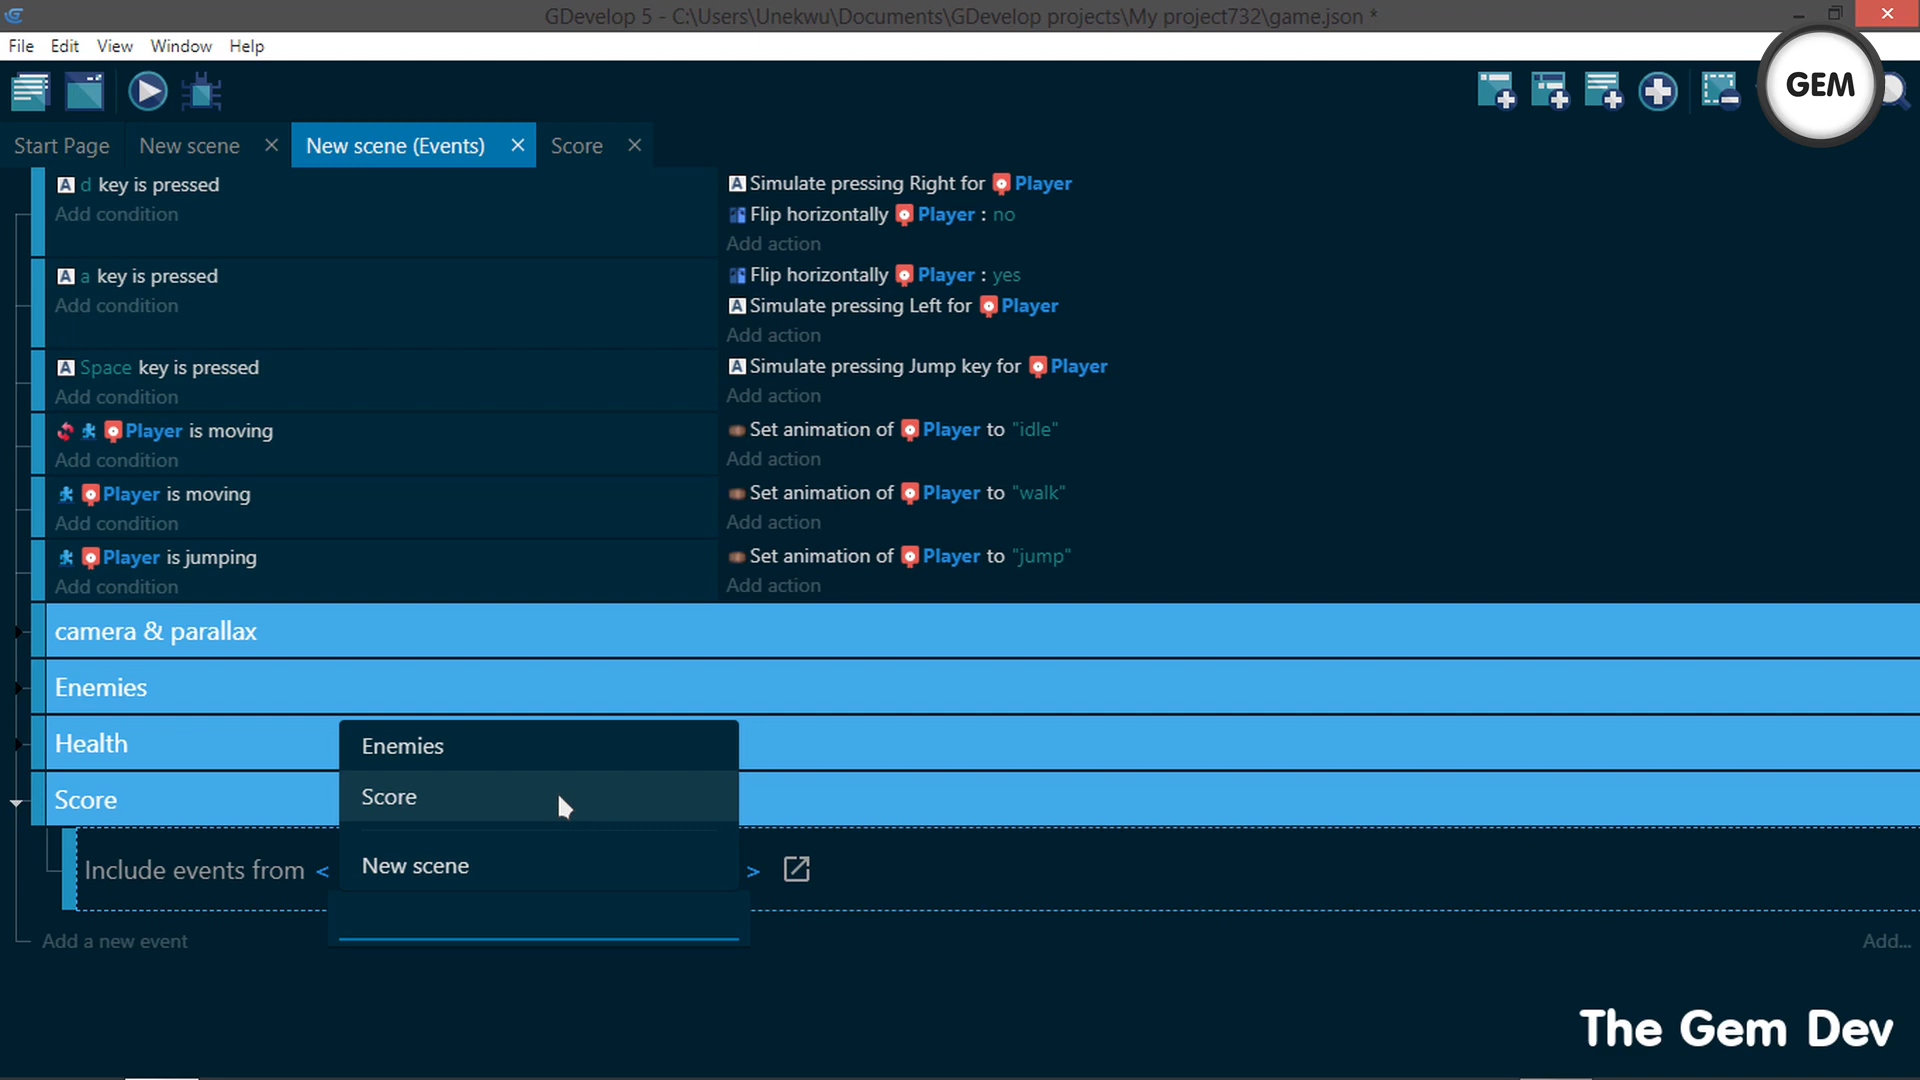 GDevelop 5 - C:\Users\Unekwu\Documents\GDevelop projects\My project732\game.json *
File Edit View Window Help
GEM
Start Page New scene × New scene (Events) × Score ×
A d key is pressed
Add condition
A Simulate pressing Right for Player
Flip horizontally Player : no
Add action
A a key is pressed
Add condition
Flip horizontally Player : yes
A Simulate pressing Left for Player
Add action
A Space key is pressed
Add condition
A Simulate pressing Jump key for Player
Add action
Player is moving
Add condition
Set animation of Player to "idle"
Add action
Player is moving
Add condition
Set animation of Player to "walk"
Add action
Player is jumping
Add condition
Set animation of Player to "jump"
Add action
camera & parallax
Enemies
Health
Score
Enemies
Score
New scene
Include events from < >
Add a new event
Add...
The Gem Dev